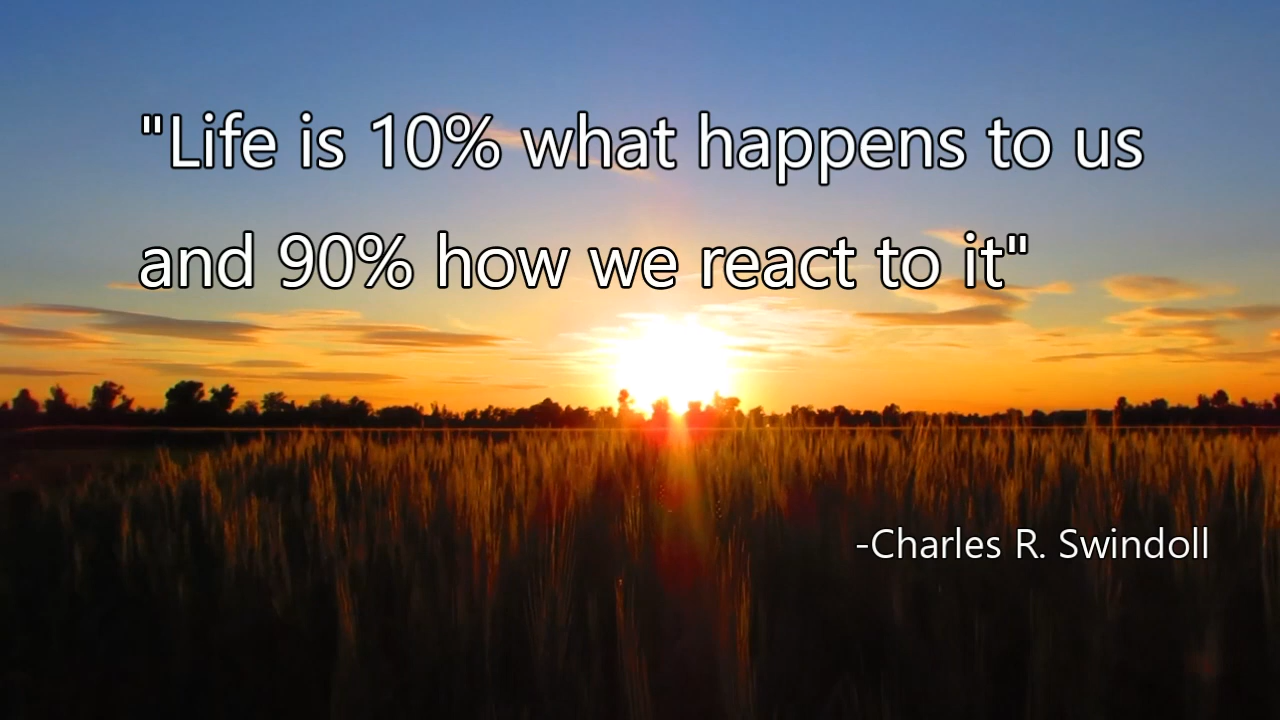 "Life is 10% what happens to us
and 90% how we react to it"
-Charles R. Swindoll